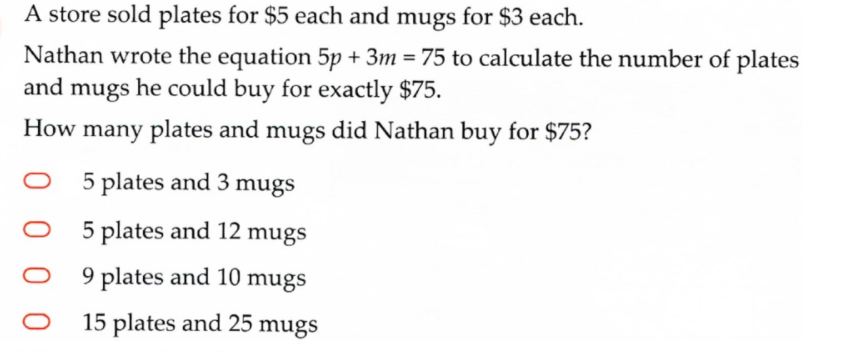 A store sold plates for $5 each and mugs for $3 each.
Nathan wrote the equation 5p + 3m = 75 to calculate the number of plates
and mugs he could buy for exactly $75.
How many plates and mugs did Nathan buy for $75?
5 plates and 3 mugs
5 plates and 12 mugs
9 plates and 10 mugs
15 plates and 25 mugs